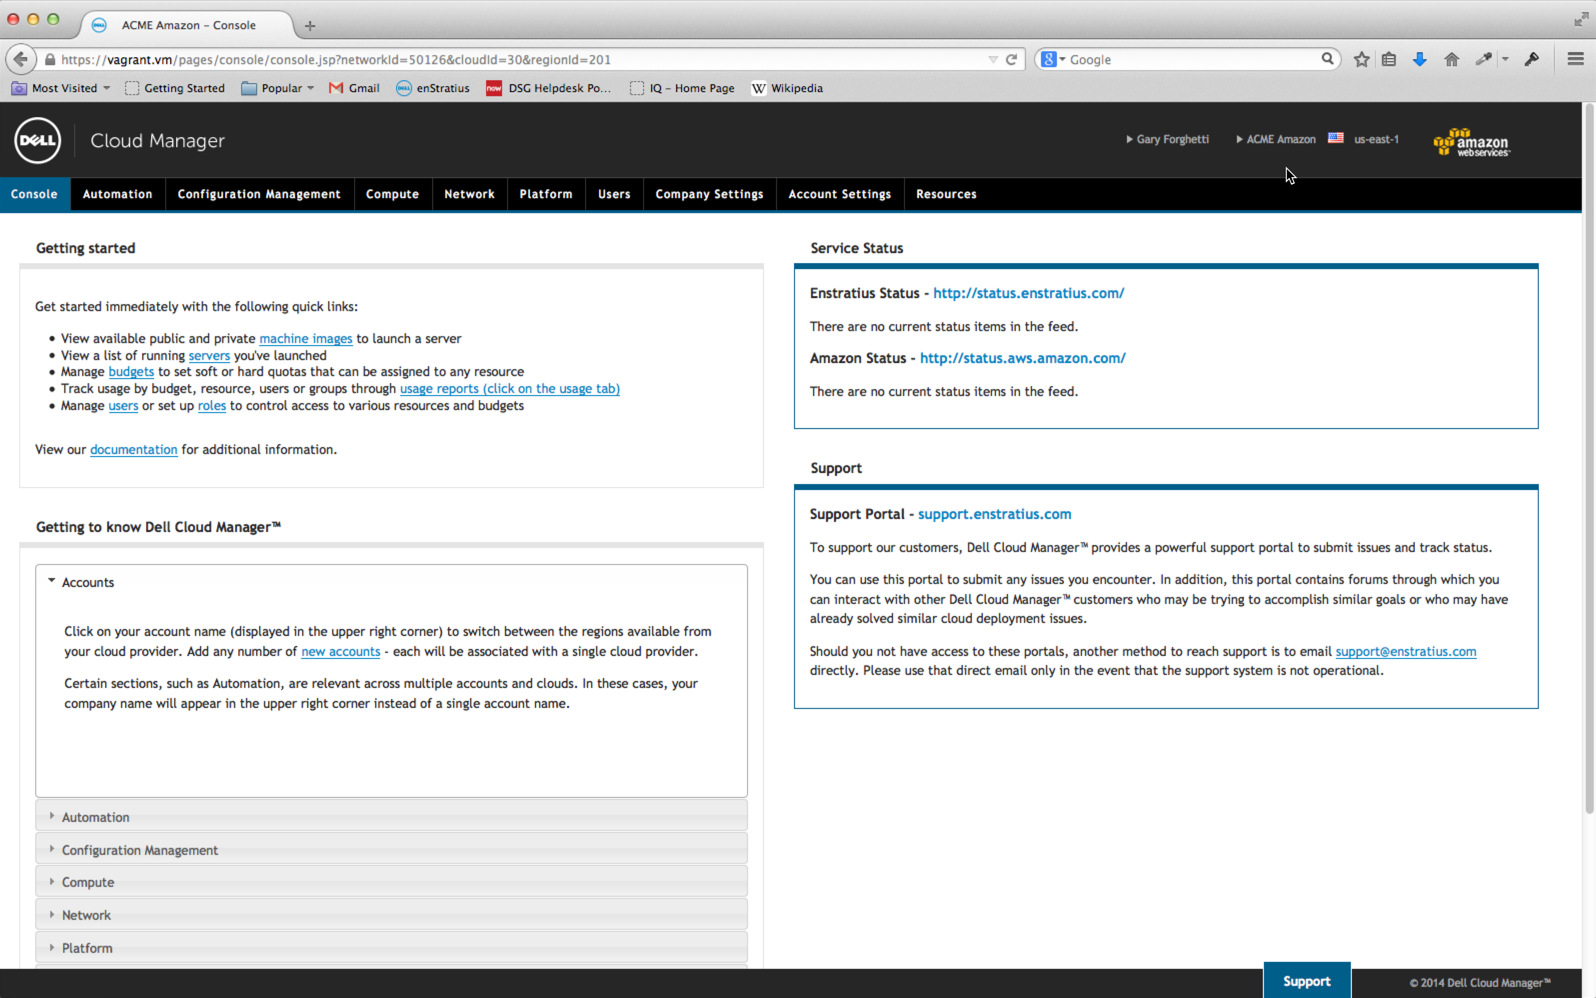 ACME Amazon – Console
https://vagrant.vm/pages/console/console.jsp?networkId=50126&cloudId=30&regionId=201
Google
Most Visited
Getting Started
Popular
Gmail
enStratius
DSG Helpdesk Po...
IQ – Home Page
Wikipedia
DELL
Cloud Manager
Gary Forghetti
ACME Amazon
us-east-1
amazon
webservices™
Console
Automation
Configuration Management
Compute
Network
Platform
Users
Company Settings
Account Settings
Resources
Getting started
Get started immediately with the following quick links:
• View available public and private machine images to launch a server
• View a list of running servers you've launched
• Manage budgets to set soft or hard quotas that can be assigned to any resource
• Track usage by budget, resource, users or groups through usage reports (click on the usage tab)
• Manage users or set up roles to control access to various resources and budgets
View our documentation for additional information.
Getting to know Dell Cloud Manager™
Accounts
Click on your account name (displayed in the upper right corner) to switch between the regions available from
your cloud provider. Add any number of new accounts - each will be associated with a single cloud provider.
Certain sections, such as Automation, are relevant across multiple accounts and clouds. In these cases, your
company name will appear in the upper right corner instead of a single account name.
Automation
Configuration Management
Compute
Network
Platform
Service Status
Enstratius Status - http://status.enstratius.com/
There are no current status items in the feed.
Amazon Status - http://status.aws.amazon.com/
There are no current status items in the feed.
Support
Support Portal - support.enstratius.com
To support our customers, Dell Cloud Manager™ provides a powerful support portal to submit issues and track status.
You can use this portal to submit any issues you encounter. In addition, this portal contains forums through which you
can interact with other Dell Cloud Manager™ customers who may be trying to accomplish similar goals or who may have
already solved similar cloud deployment issues.
Should you not have access to these portals, another method to reach support is to email support@enstratius.com
directly. Please use that direct email only in the event that the support system is not operational.
Support
© 2014 Dell Cloud Manager™